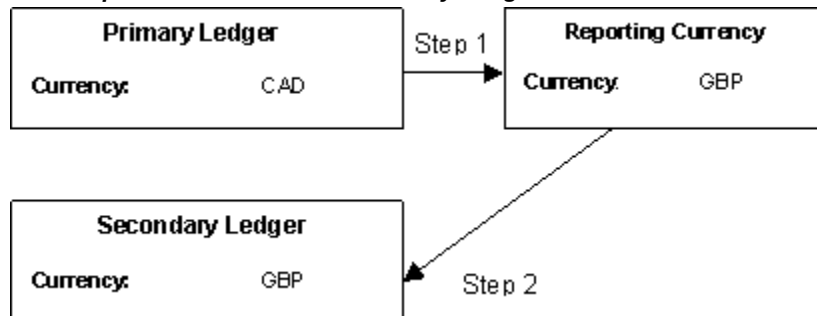 Primary Ledger
Currency: CAD
Step 1
Reporting Currency
Currency: GBP
Secondary Ledger
Currency: GBP
Step 2